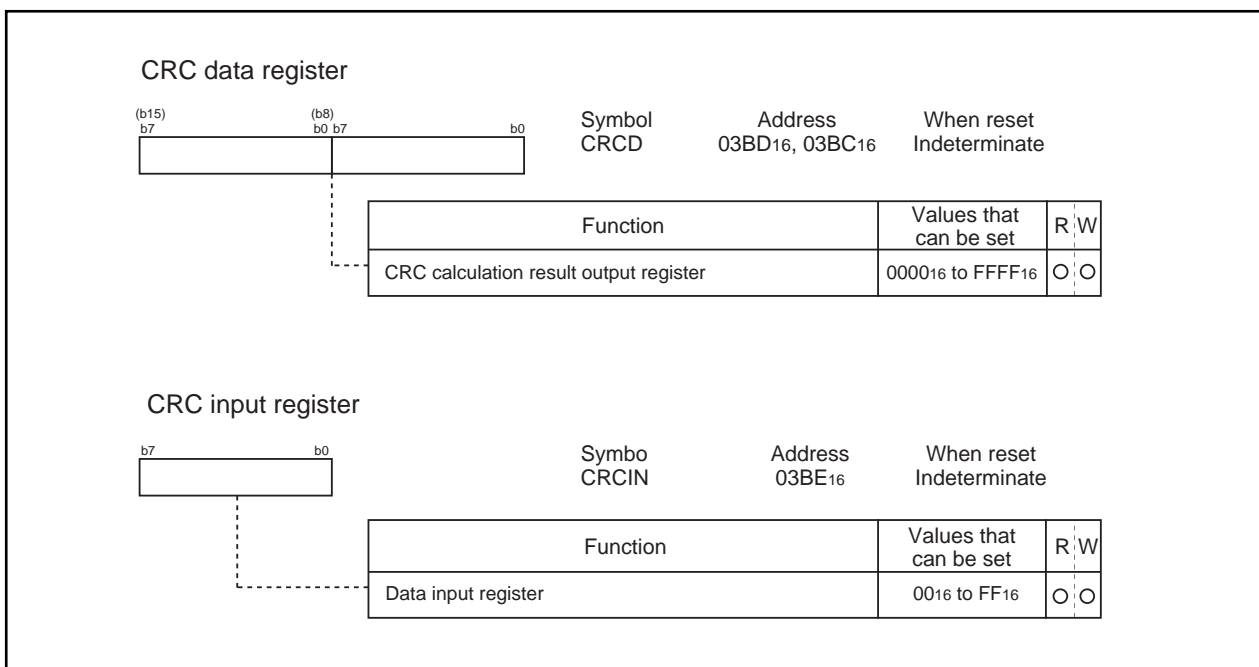 CRC data register
(b15) (b8)
b7 b0 b7 b0
Symbol Address When reset
CRCD 03BD16, 03BC16 Indeterminate
Function Values that can be set R W
CRC calculation result output register 000016 to FFFF16 O O
CRC input register
b7 b0
Symbo Address When reset
CRCIN 03BE16 Indeterminate
Function Values that can be set R W
Data input register 0016 to FF16 O O